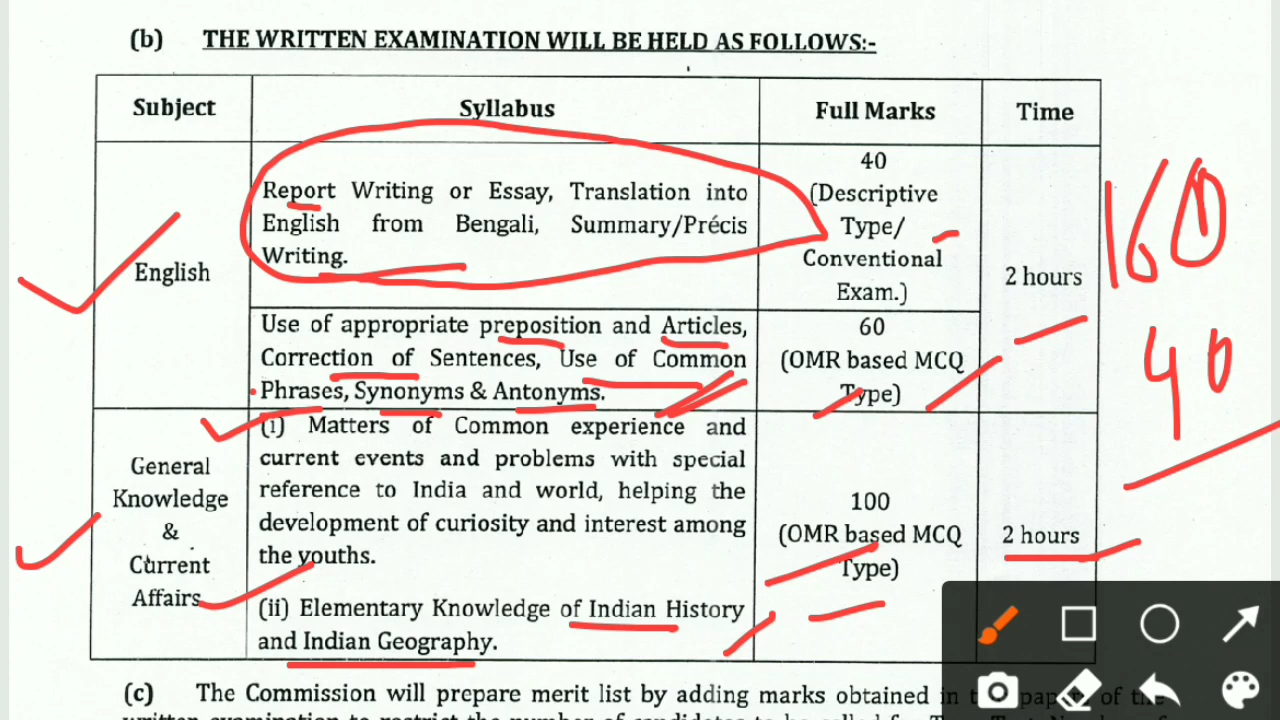 (b) THE WRITTEN EXAMINATION WILL BE HELD AS FOLLOWS:-
Subject Syllabus Full Marks Time
English
Report Writing or Essay, Translation into
English from Bengali, Summary/Précis
Writing.
40
(Descriptive
Type/
Conventional
Exam.)
2 hours
Use of appropriate preposition and Articles,
Correction of Sentences, Use of Common
Phrases, Synonyms & Antonyms.
60
(OMR based MCQ
Type)
General
Knowledge
&
Current
Affairs
(i) Matters of Common experience and
current events and problems with special
reference to India and world, helping the
development of curiosity and interest among
the youths.
(ii) Elementary Knowledge of Indian History
and Indian Geography.
100
(OMR based MCQ
Type)
2 hours
160
40
(c) The Commission will prepare merit list by adding marks obtained in of the